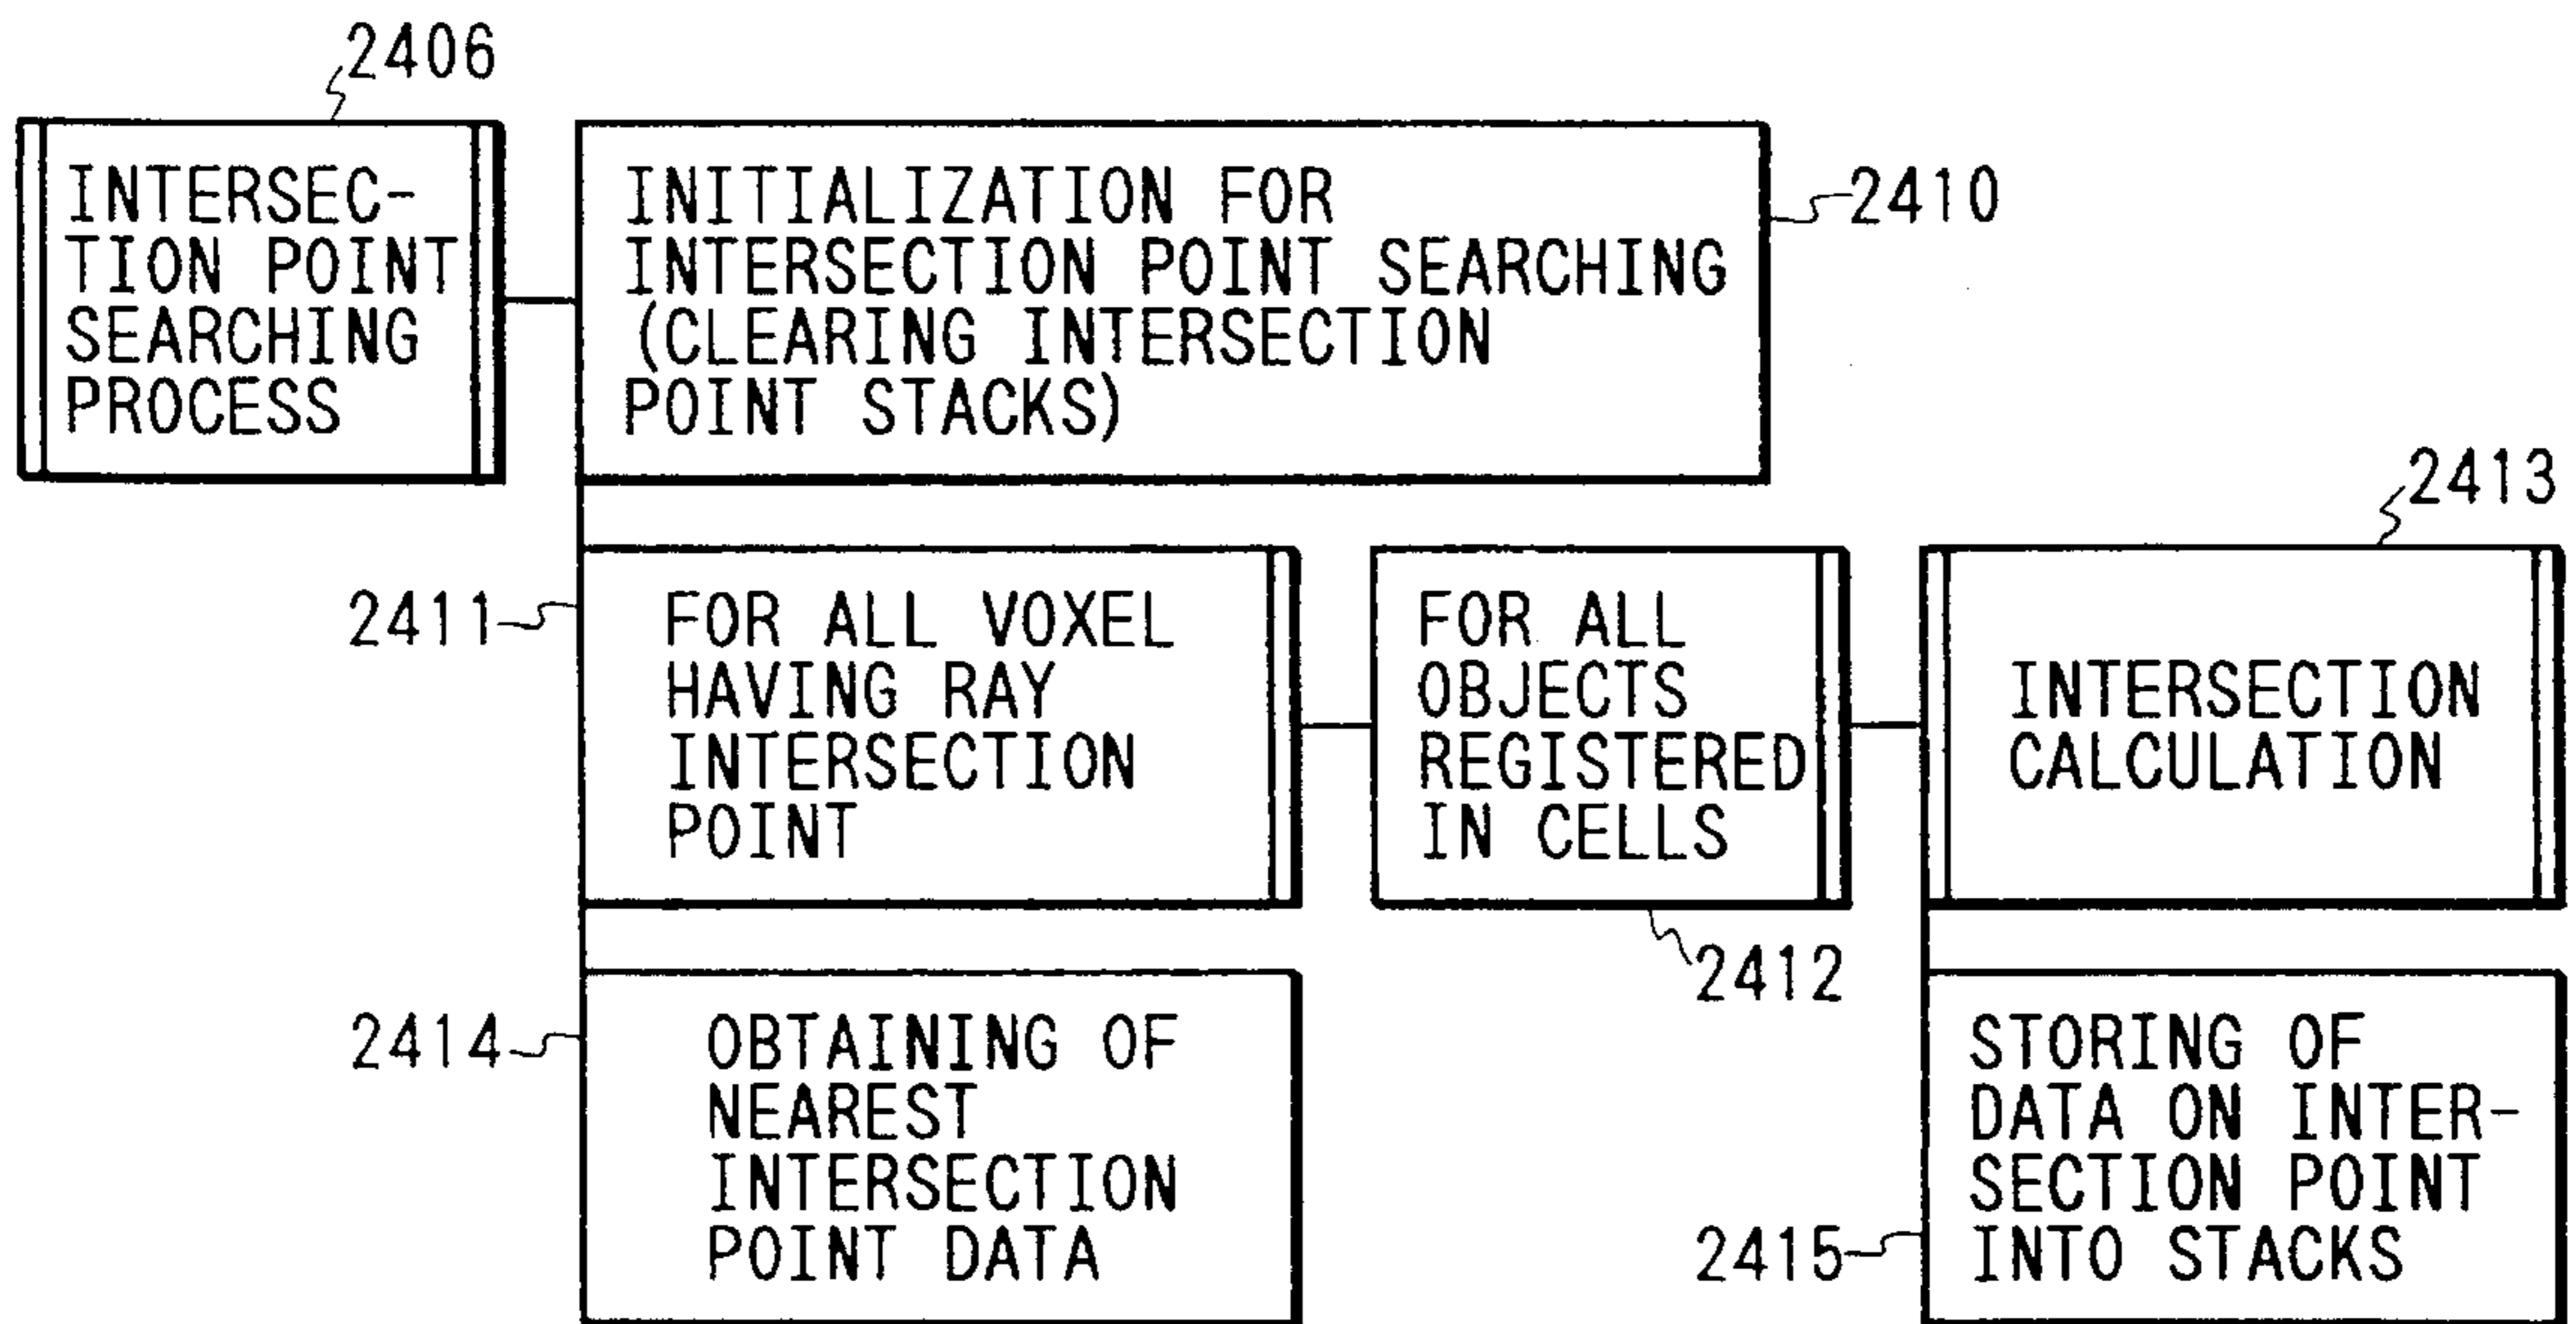 2406
INTERSEC-
TION POINT
SEARCHING
PROCESS
INITIALIZATION FOR
INTERSECTION POINT SEARCHING
(CLEARING INTERSECTION
POINT STACKS)
2410
2411
FOR ALL VOXEL
HAVING RAY
INTERSECTION
POINT
FOR ALL
OBJECTS
REGISTERED
IN CELLS
2412
2413
INTERSECTION
CALCULATION
2414
OBTAINING OF
NEAREST
INTERSECTION
POINT DATA
2415
STORING OF
DATA ON INTER-
SECTION POINT
INTO STACKS